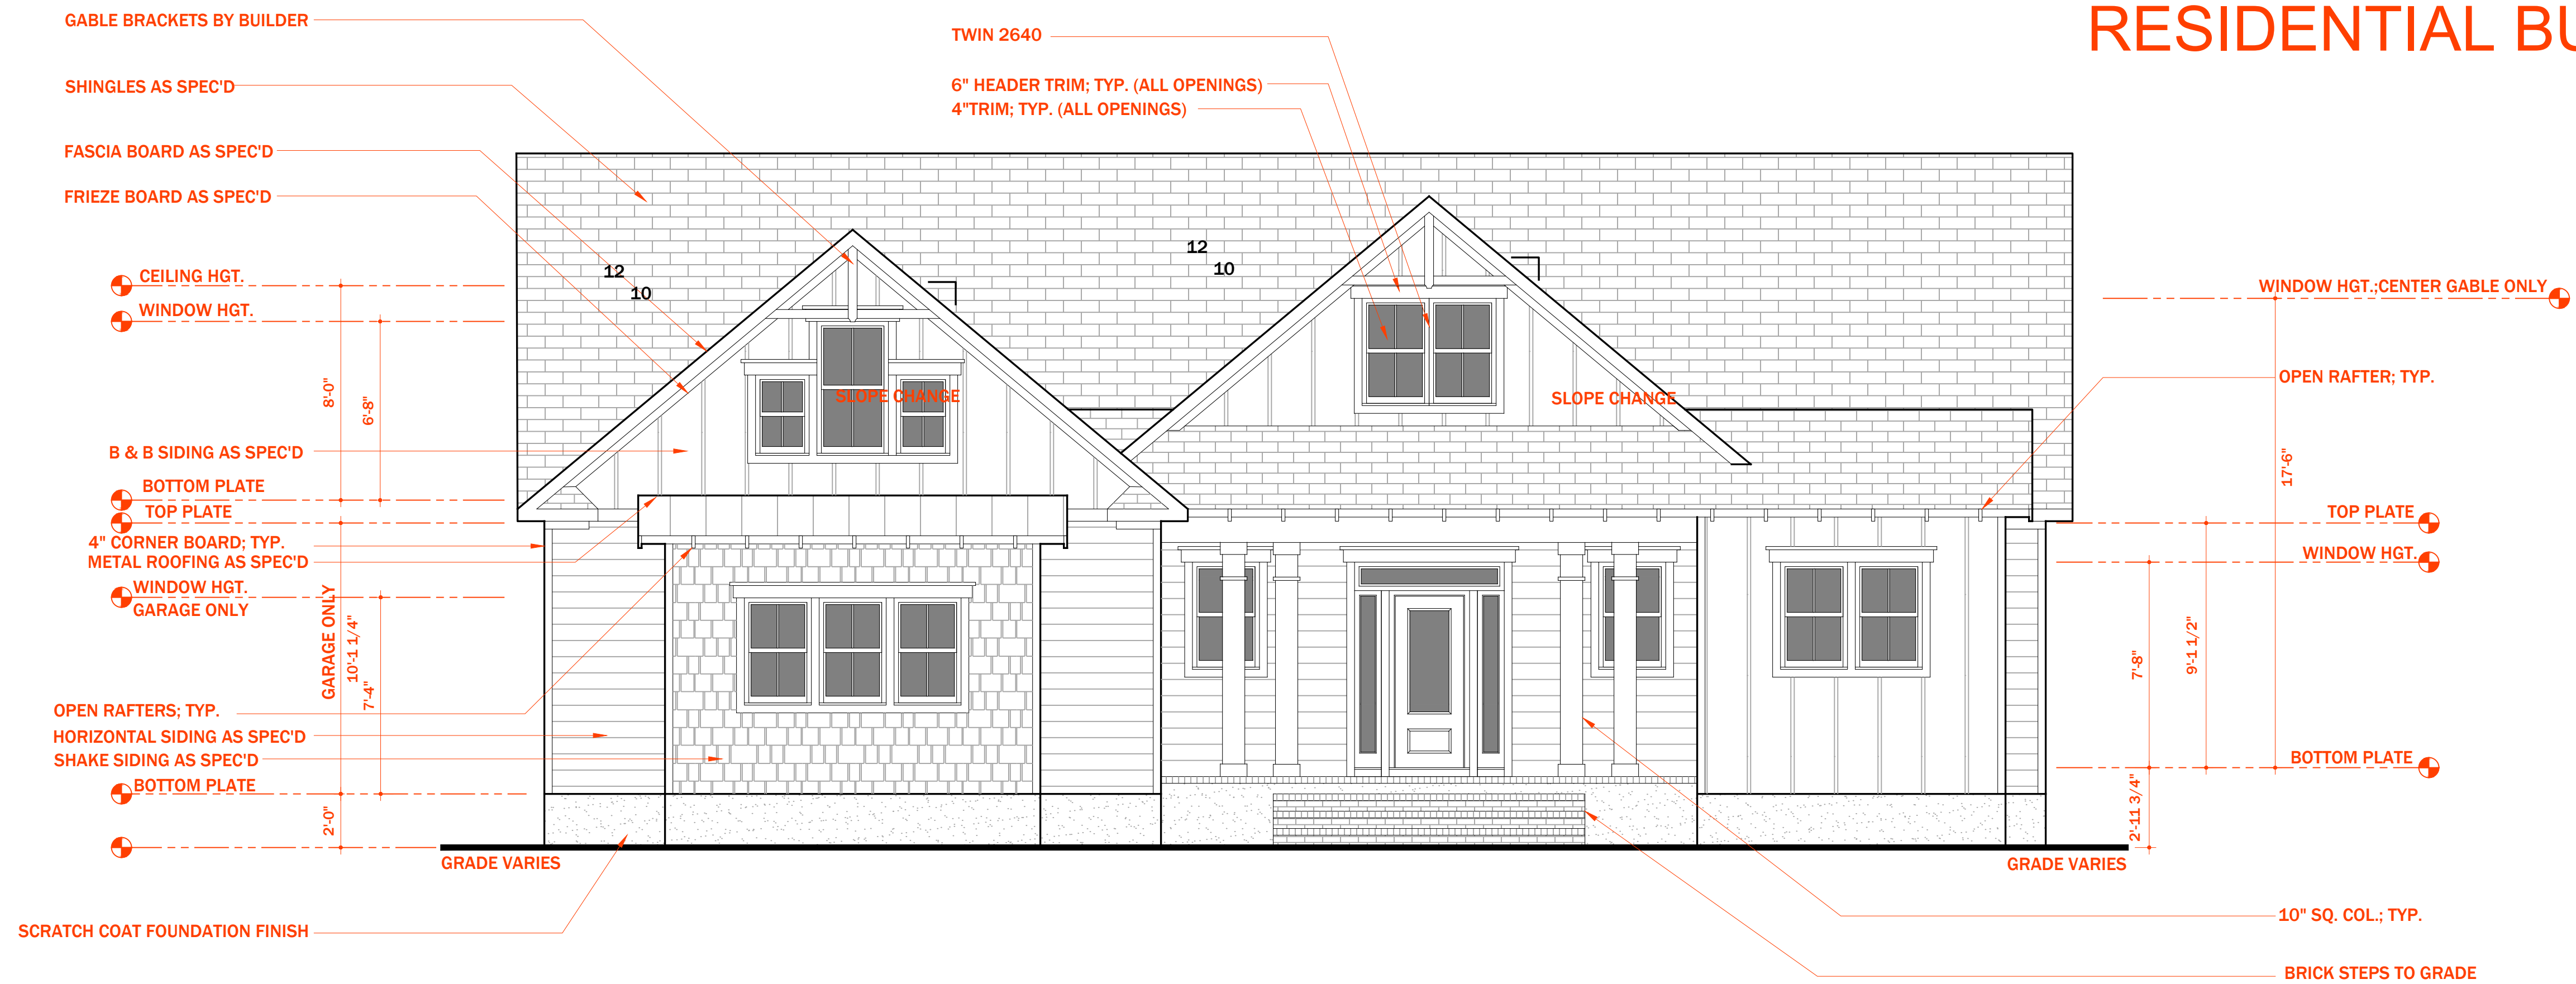 RESIDENTIAL BU
GABLE BRACKETS BY BUILDER
SHINGLES AS SPEC'D
FASCIA BOARD AS SPEC'D
FRIEZE BOARD AS SPEC'D
CEILING HGT.
WINDOW HGT.
8'-0"
6'-8"
B & B SIDING AS SPEC'D
BOTTOM PLATE
TOP PLATE
4" CORNER BOARD; TYP.
METAL ROOFING AS SPEC'D
WINDOW HGT.
GARAGE ONLY
GARAGE ONLY
10'-1 1/4"
7'-4"
OPEN RAFTERS; TYP.
HORIZONTAL SIDING AS SPEC'D
SHAKE SIDING AS SPEC'D
BOTTOM PLATE
2'-0"
GRADE VARIES
SCRATCH COAT FOUNDATION FINISH
TWIN 2640
6" HEADER TRIM; TYP. (ALL OPENINGS)
4"TRIM; TYP. (ALL OPENINGS)
12
10
12
10
SLOPE CHANGE
SLOPE CHANGE
WINDOW HGT.;CENTER GABLE ONLY
OPEN RAFTER; TYP.
17'-6"
TOP PLATE
WINDOW HGT.
9'-1 1/2"
7'-8"
BOTTOM PLATE
2'-11 3/4"
GRADE VARIES
10" SQ. COL.; TYP.
BRICK STEPS TO GRADE